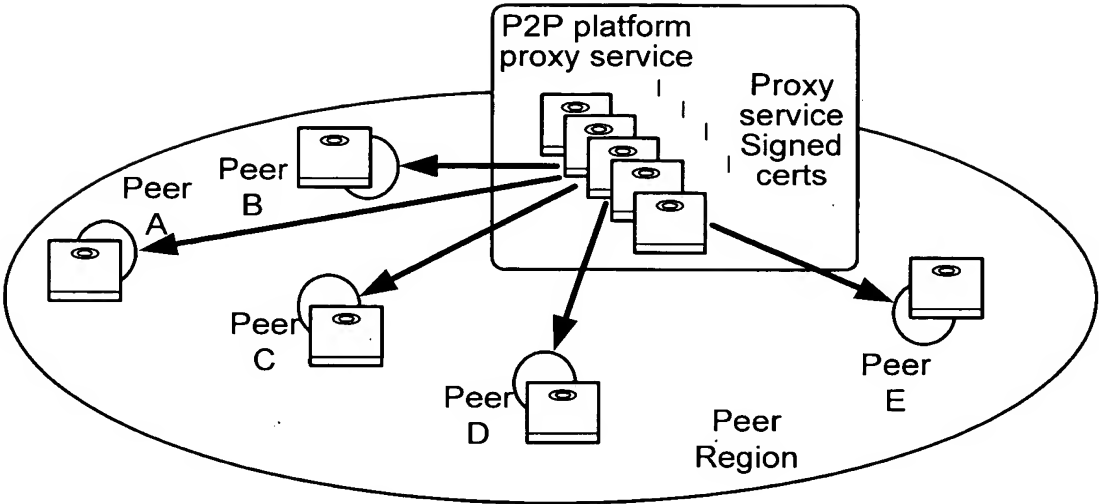 P2P platform
proxy service
Proxy
service
Signed
certs
Peer
B
Peer
A
Peer
C
Peer
D
Peer
E
Peer
Region